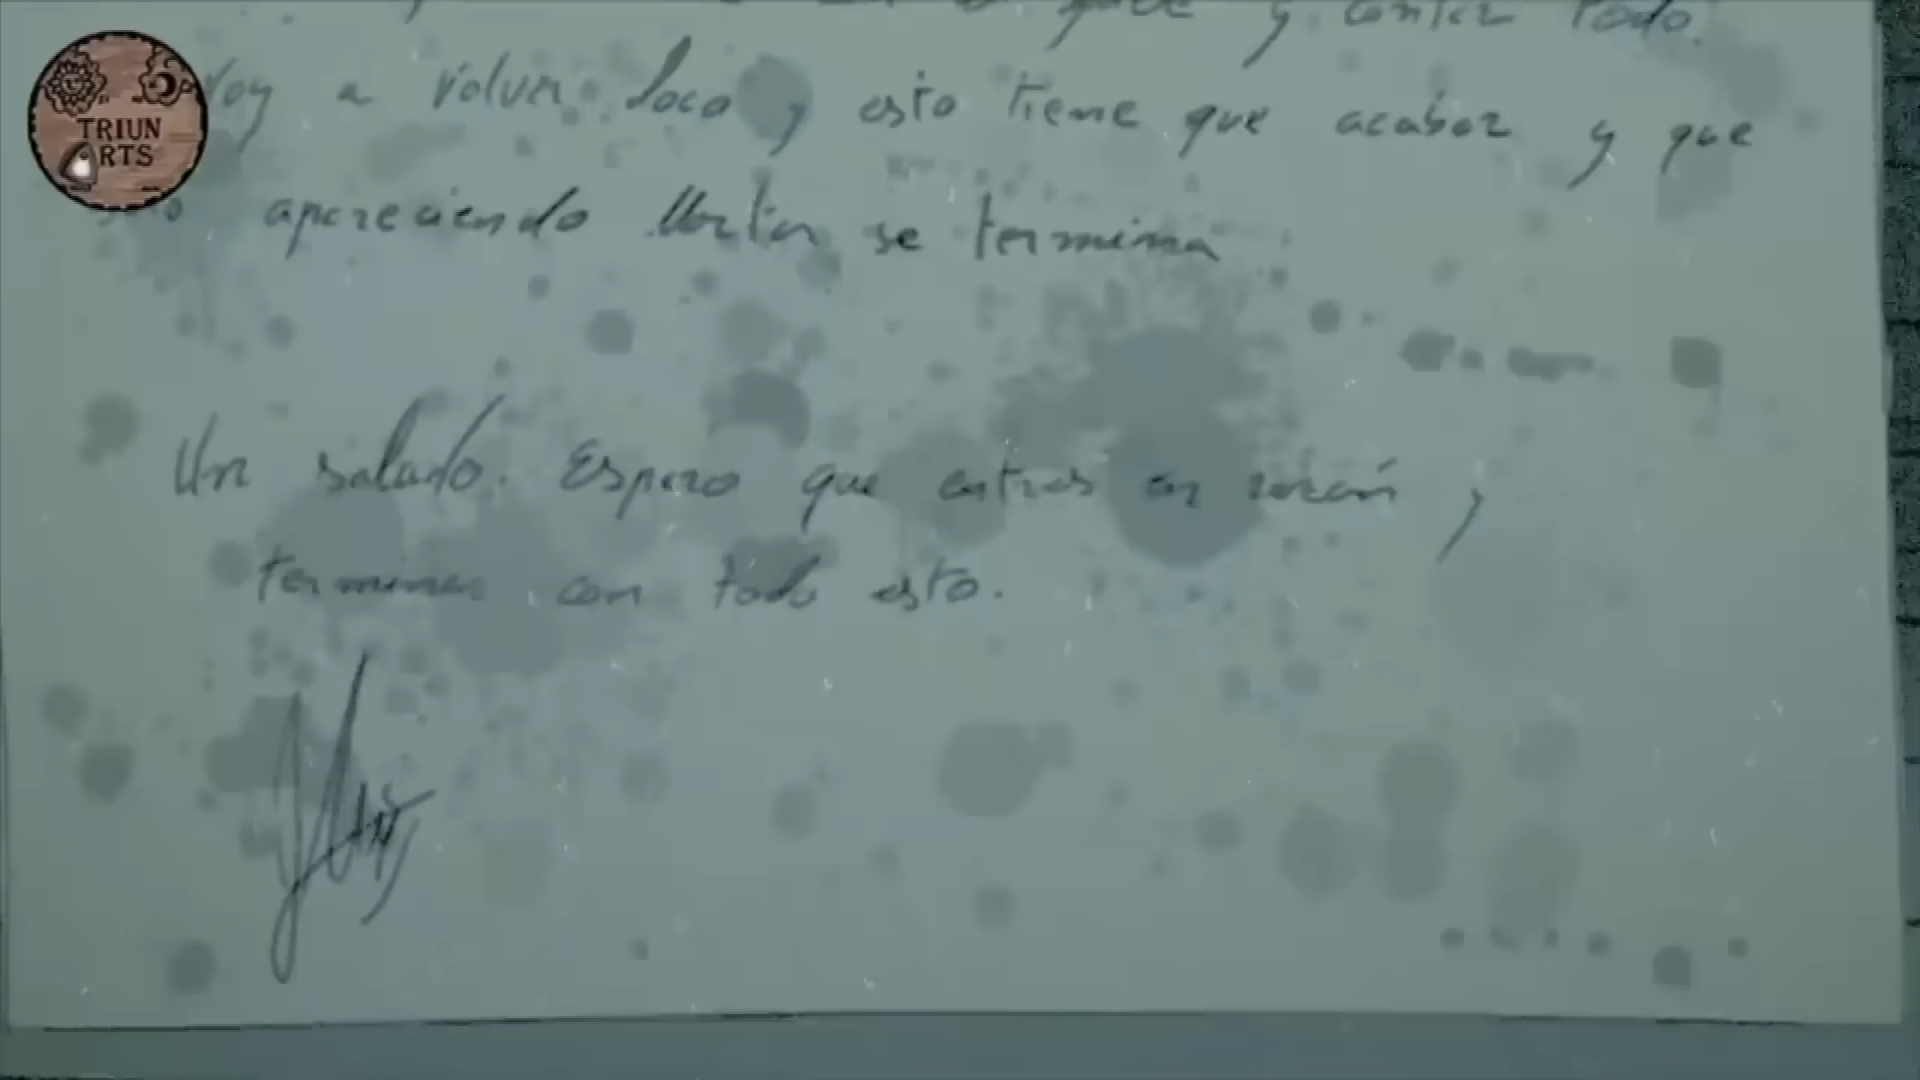 TRIUN
ARTS
y contar todo.
Voy a volver loco y esto tiene que acabar y que
apareciendo Martin se termina
Un saludo. Espero que entres en razón y
termines con todo esto.